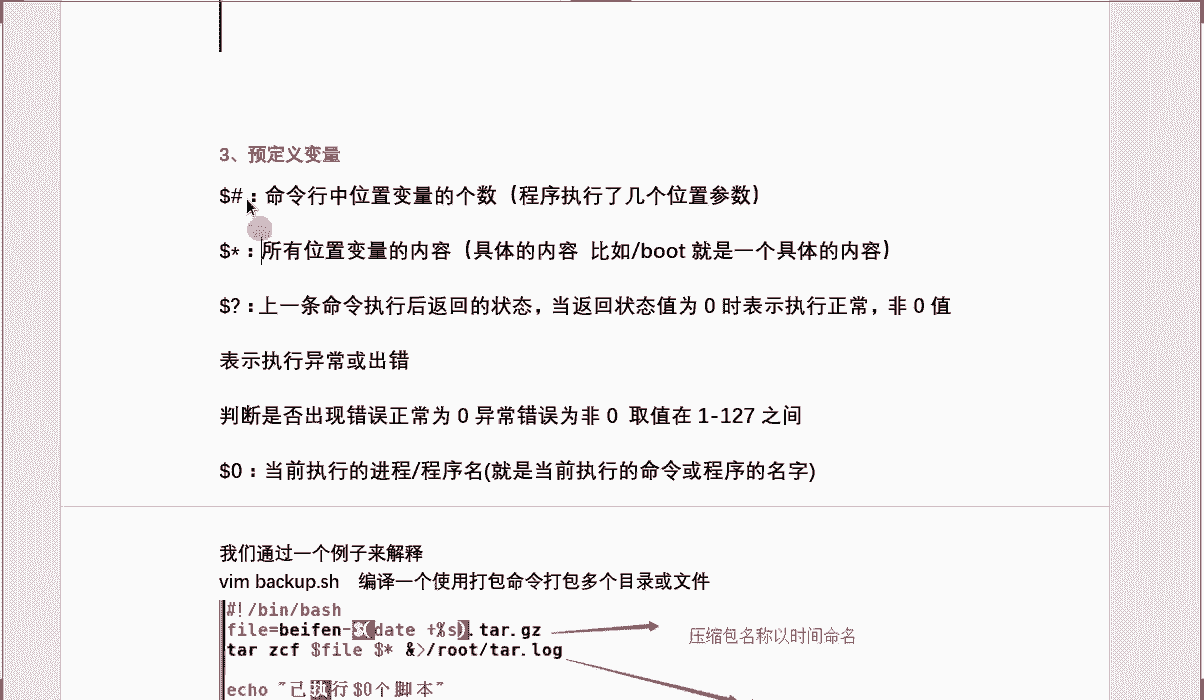 3、预定义变量
$#：命令行中位置变量的个数（程序执行了几个位置参数）
$*：所有位置变量的内容（具体的内容 比如/boot 就是一个具体的内容）
$?：上一条命令执行后返回的状态，当返回状态值为 0 时表示执行正常，非 0 值
表示执行异常或出错
判断是否出现错误正常为 0 异常错误为非 0 取值在 1-127 之间
$0：当前执行的进程/程序名(就是当前执行的命令或程序的名字)
我们通过一个例子来解释
vim backup.sh 编译一个使用打包命令打包多个目录或文件
#!/bin/bash
file=beifen-$(date +%s).tar.gz
压缩包名称以时间命名
tar zcf $file $* &>/root/tar.log
echo "已执行$0个脚本"